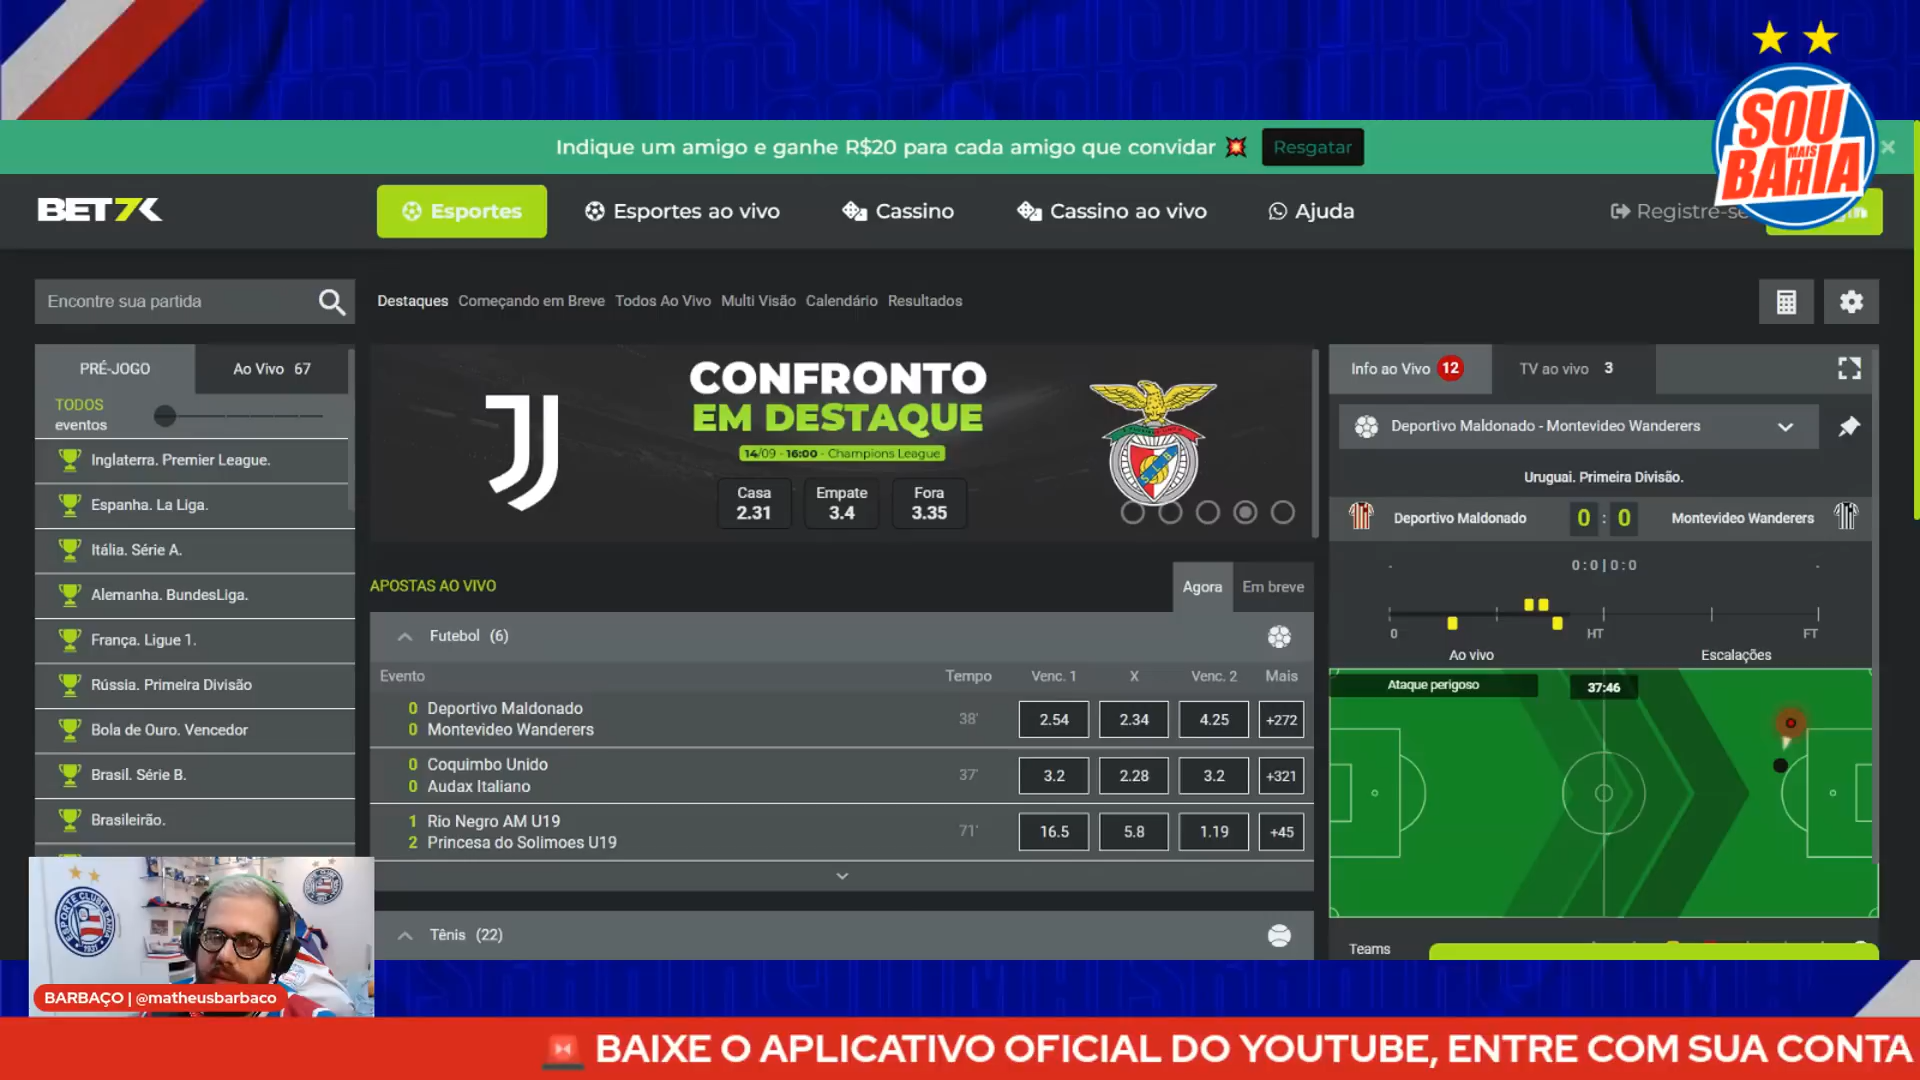 SOU
MAIS
BAHIA
Indique um amigo e ganhe R$20 para cada amigo que convidar
Resgatar
BET7K
Esportes
Esportes ao vivo
Cassino
Cassino ao vivo
Ajuda
Registre-se
Encontre sua partida
Destaques
Começando em Breve
Todos Ao Vivo
Multi Visão
Calendário
Resultados
PRÉ-JOGO
Ao Vivo 67
TODOS
eventos
Inglaterra. Premier League.
Espanha. La Liga.
Itália. Série A.
Alemanha. BundesLiga.
França. Ligue 1.
Rússia. Primeira Divisão
Bola de Ouro. Vencedor
Brasil. Série B.
Brasileirão.
CONFRONTO
EM DESTAQUE
14/09 - 16:00 - Champions League
Casa
2.31
Empate
3.4
Fora
3.35
APOSTAS AO VIVO
Agora
Em breve
Futebol (6)
Evento Tempo Venc. 1 X Venc. 2 Mais
0 Deportivo Maldonado
0 Montevideo Wanderers
38' 2.54 2.34 4.25 +272
0 Coquimbo Unido
0 Audax Italiano
37' 3.2 2.28 3.2 +321
1 Rio Negro AM U19
2 Princesa do Solimoes U19
71' 16.5 5.8 1.19 +45
Tênis (22)
Info ao Vivo 12
TV ao vivo 3
Deportivo Maldonado - Montevideo Wanderers
Uruguai. Primeira Divisão.
Deportivo Maldonado 0 : 0 Montevideo Wanderers
- 0 : 0 | 0 : 0 -
0 HT FT
Ao vivo
Escalações
Ataque perigoso
37:46
Teams
ESPORTE CLUBE BAHIA
1931
BARBAÇO | @matheusbarbaco
BAIXE O APLICATIVO OFICIAL DO YOUTUBE, ENTRE COM SUA CONTA